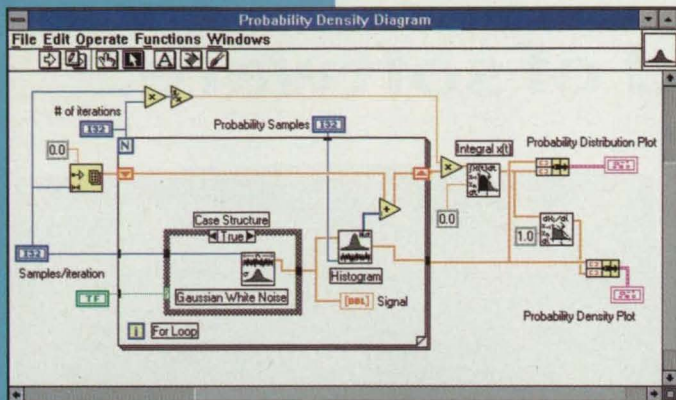 Probability Density Diagram
File Edit Operate Functions Windows
# of iterations
I32
Probability Samples I32
0.0
N
Integral x(t)
Probability Distribution Plot
0.0
Case Structure
True
1.0
I32
Samples/iteration
Histogram
TF
Gaussian White Noise
[DBL] Signal
i For Loop
Probability Density Plot